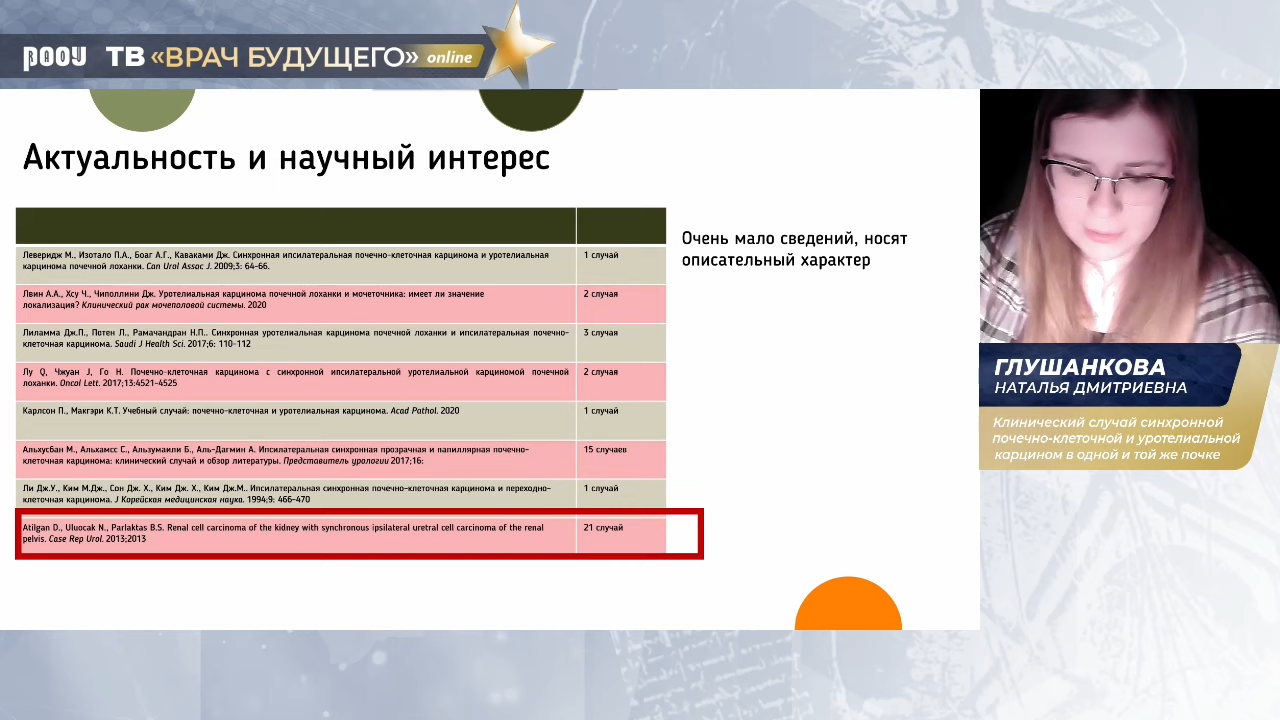 РООУ ТВ «ВРАЧ БУДУЩЕГО» online
Актуальность и научный интерес
Леверидж М., Изотало П.А., Боаг А.Г., Каваками Дж. Синхронная ипсилатеральная почечно-клеточная карцинома и уротелиальная
карцинома почечной лоханки. Can Urol Assoc J. 2009;3: 64-66.
1 случай
Лвин А.А., Хсу Ч., Чиполлини Дж. Уротелиальная карцинома почечной лоханки и мочеточника: имеет ли значение
локализация? Клинический рак мочеполовой системы. 2020
2 случая
Лиламма Дж.П., Потен Л., Рамачандран Н.П.. Синхронная уротелиальная карцинома почечной лоханки и ипсилатеральная почечно-
клеточная карцинома. Saudi J Health Sci. 2017;6: 110-112
3 случая
Лу Q, Чжуан J, Го Н. Почечно-клеточная карцинома с синхронной ипсилатеральной уротелиальной карциномой почечной
лоханки. Oncol Lett. 2017;13:4521-4525
2 случая
Карлсон П., Макгэри К.Т. Учебный случай: почечно-клеточная и уротелиальная карцинома. Acad Pathol. 2020
1 случай
Альхусбан М., Альхамсс С., Альзумаили Б., Аль-Дагмин А. Ипсилатеральная синхронная прозрачная и папиллярная почечно-
клеточная карцинома: клинический случай и обзор литературы. Представитель урологии 2017;16:
15 случаев
Ли Дж.У., Ким М.Дж., Сон Дж. Х., Ким Дж. Х., Ким Дж.М.. Ипсилатеральная синхронная почечно-клеточная карцинома и переходно-
клеточная карцинома. J Корейская медицинская наука. 1994;9: 466-470
1 случай
Atilgan D., Uluocak N., Parlaktas B.S. Renal cell carcinoma of the kidney with synchronous ipsilateral uretral cell carcinoma of the renal
pelvis. Case Rep Urol. 2013;2013
21 случай
Очень мало сведений, носят
описательный характер
ГЛУШАНКОВА
НАТАЛЬЯ ДМИТРИЕВНА
Клинический случай синхронной
почечно-клеточной и уротелиальной
карцином в одной и той же почке